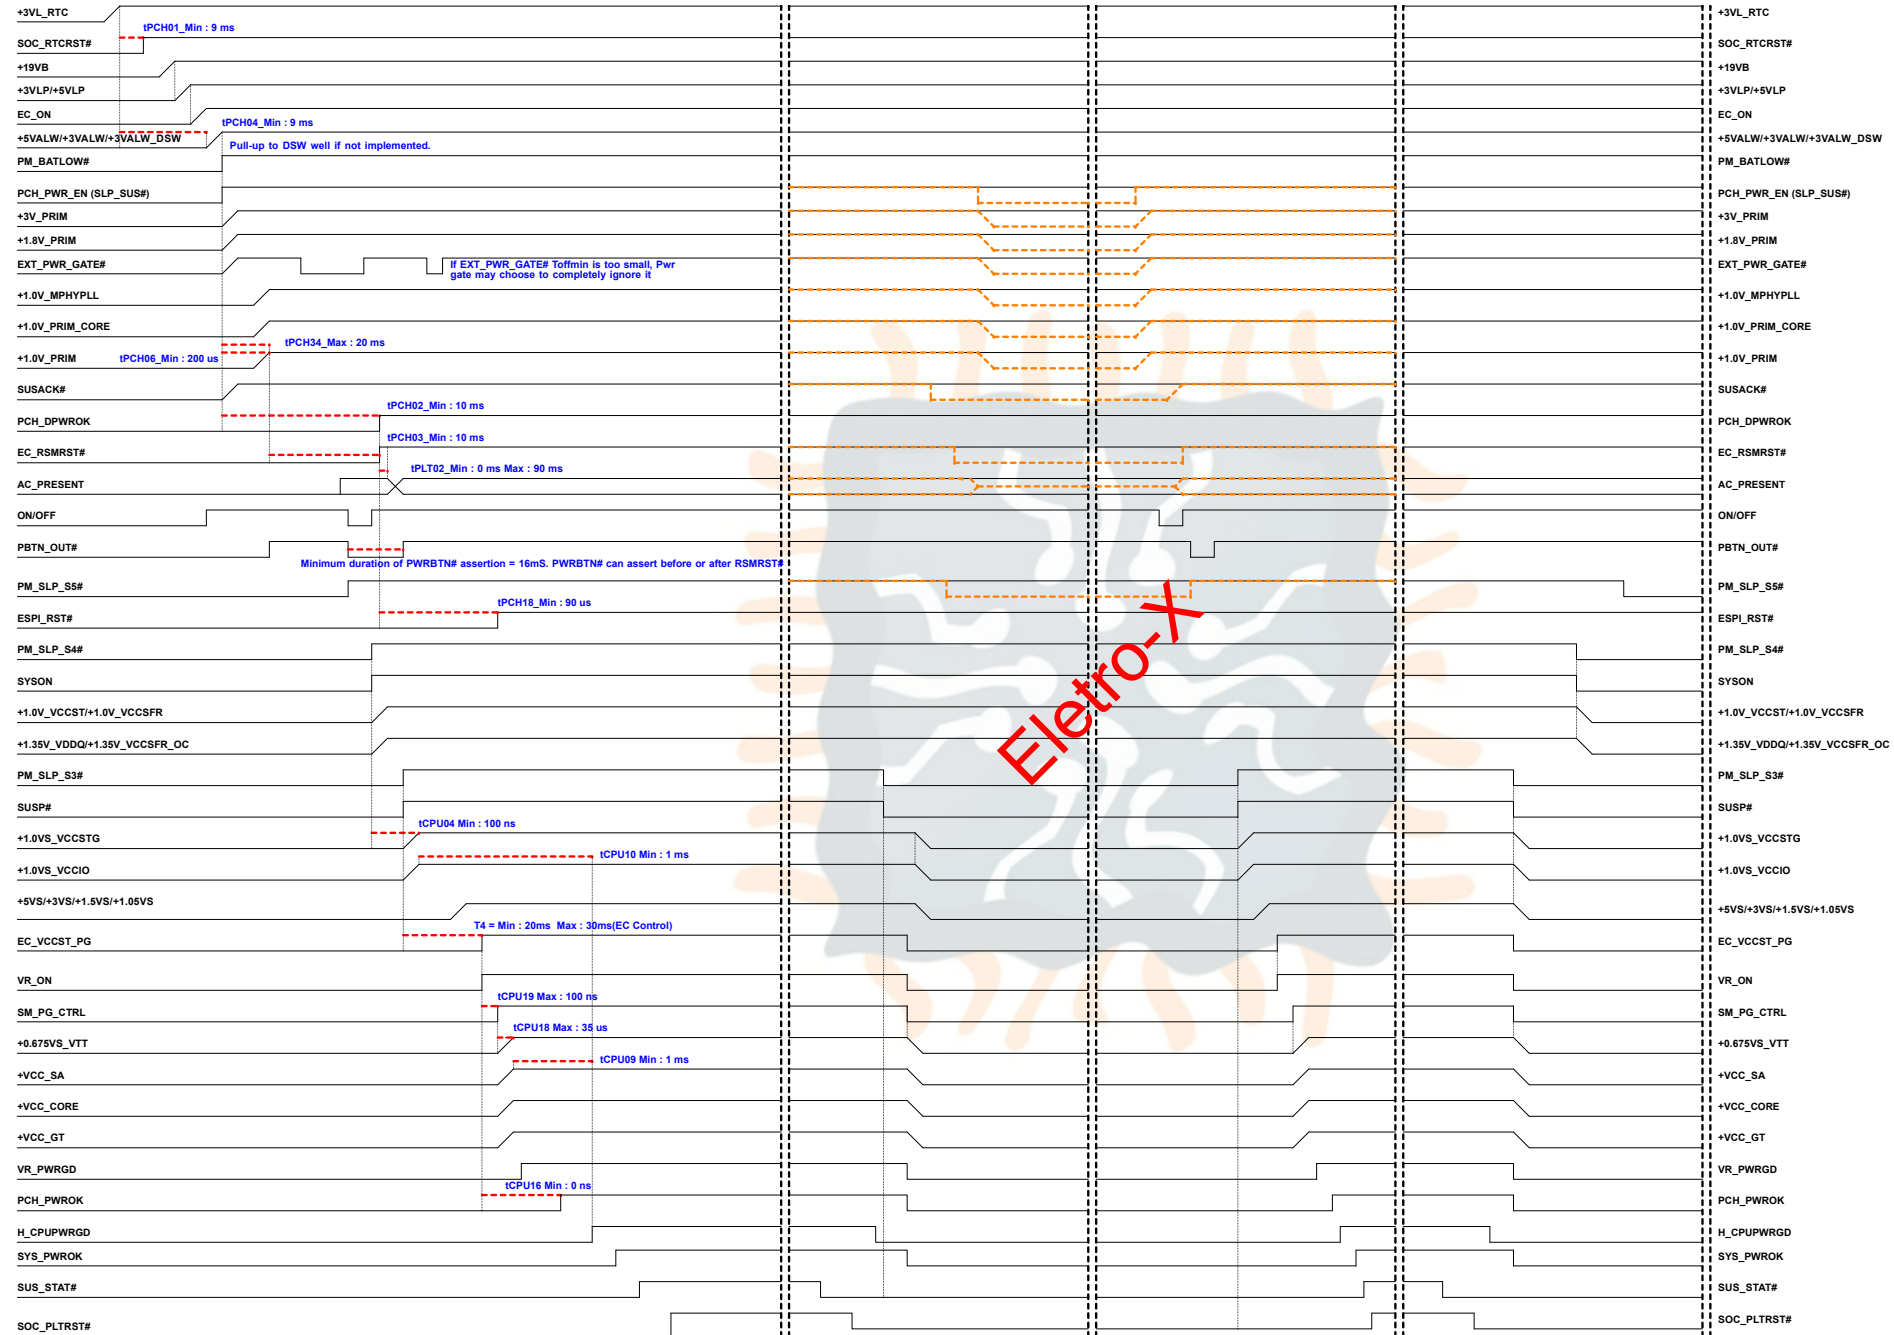 +3VL_RTC
+3VL_RTC
tPCH01_Min : 9 ms
SOC_RTCRST#
SOC_RTCRST#
+19VB
+19VB
+3VLP/+5VLP
+3VLP/+5VLP
EC_ON
EC_ON
tPCH04_Min : 9 ms
+5VALW/+3VALW/+3VALW_DSW
+5VALW/+3VALW/+3VALW_DSW
Pull-up to DSW well if not implemented.
PM_BATLOW#
PM_BATLOW#
PCH_PWR_EN (SLP_SUS#)
PCH_PWR_EN (SLP_SUS#)
+3V_PRIM
+3V_PRIM
+1.8V_PRIM
+1.8V_PRIM
EXT_PWR_GATE#
If EXT_PWR_GATE# Toffmin is too small, Pwr
gate may choose to completely ignore it
EXT_PWR_GATE#
+1.0V_MPHYPLL
+1.0V_MPHYPLL
+1.0V_PRIM_CORE
+1.0V_PRIM_CORE
tPCH34_Max : 20 ms
+1.0V_PRIM
tPCH06_Min : 200 us
+1.0V_PRIM
SUSACK#
SUSACK#
tPCH02_Min : 10 ms
PCH_DPWROK
PCH_DPWROK
tPCH03_Min : 10 ms
EC_RSMRST#
EC_RSMRST#
tPLT02_Min : 0 ms Max : 90 ms
AC_PRESENT
AC_PRESENT
ON/OFF
ON/OFF
PBTN_OUT#
PBTN_OUT#
Minimum duration of PWRBTN# assertion = 16mS. PWRBTN# can assert before or after RSMRST#
PM_SLP_S5#
PM_SLP_S5#
tPCH18_Min : 90 us
ESPI_RST#
ESPI_RST#
PM_SLP_S4#
PM_SLP_S4#
SYSON
SYSON
Eletro-X
+1.0V_VCCST/+1.0V_VCCSFR
+1.0V_VCCST/+1.0V_VCCSFR
+1.35V_VDDQ/+1.35V_VCCSFR_OC
+1.35V_VDDQ/+1.35V_VCCSFR_OC
PM_SLP_S3#
PM_SLP_S3#
SUSP#
SUSP#
tCPU04 Min : 100 ns
+1.0VS_VCCSTG
+1.0VS_VCCSTG
tCPU10 Min : 1 ms
+1.0VS_VCCIO
+1.0VS_VCCIO
+5VS/+3VS/+1.5VS/+1.05VS
+5VS/+3VS/+1.5VS/+1.05VS
T4 = Min : 20ms  Max : 30ms(EC Control)
EC_VCCST_PG
EC_VCCST_PG
VR_ON
VR_ON
tCPU19 Max : 100 ns
SM_PG_CTRL
SM_PG_CTRL
tCPU18 Max : 35 us
+0.675VS_VTT
+0.675VS_VTT
tCPU09 Min : 1 ms
+VCC_SA
+VCC_SA
+VCC_CORE
+VCC_CORE
+VCC_GT
+VCC_GT
VR_PWRGD
VR_PWRGD
tCPU16 Min : 0 ns
PCH_PWROK
PCH_PWROK
H_CPUPWRGD
H_CPUPWRGD
SYS_PWROK
SYS_PWROK
SUS_STAT#
SUS_STAT#
SOC_PLTRST#
SOC_PLTRST#